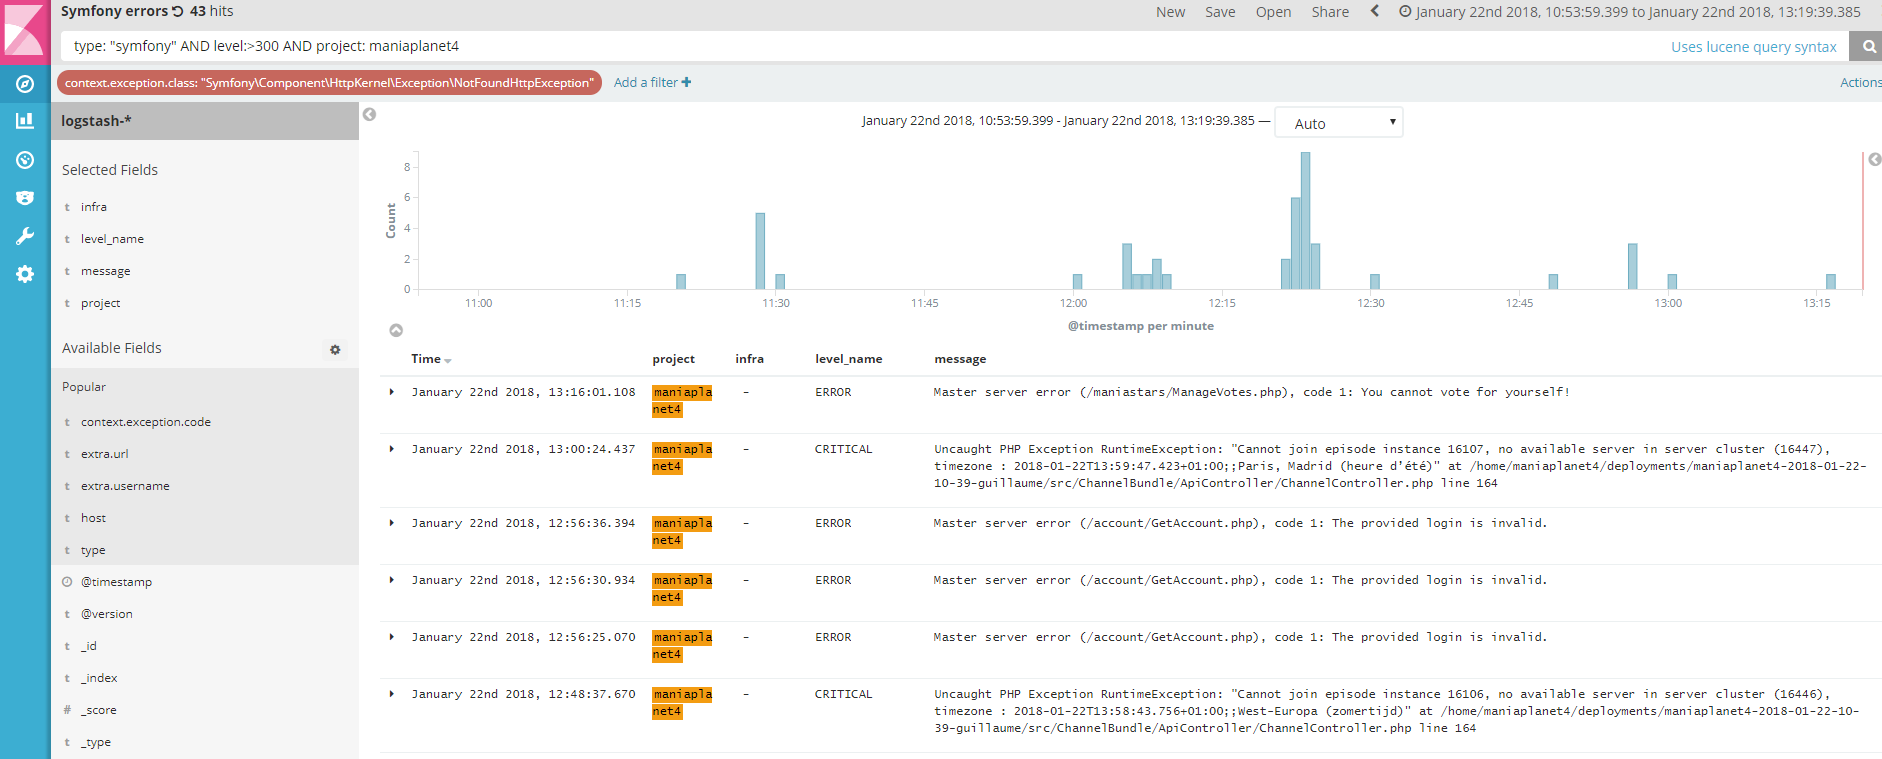 Symfony errors 43 hits
New Save Open Share January 22nd 2018, 10:53:59.399 to January 22nd 2018, 13:19:39.385
type: "symfony" AND level:>300 AND project: maniaplanet4
Uses lucene query syntax
context.exception.class: "Symfony\Component\HttpKernel\Exception\NotFoundHttpException"
Add a filter +
Actions
logstash-*
Selected Fields
t infra
t level_name
t message
t project
Available Fields
Popular
t context.exception.code
t extra.url
t extra.username
t host
t type
@timestamp
t @version
t _id
t _index
# _score
t _type
January 22nd 2018, 10:53:59.399 - January 22nd 2018, 13:19:39.385 —
Auto
Count
8
6
4
2
0
11:00 11:15 11:30 11:45 12:00 12:15 12:30 12:45 13:00 13:15
@timestamp per minute
Time project infra level_name message
January 22nd 2018, 13:16:01.108 maniapla - ERROR Master server error (/maniastars/ManageVotes.php), code 1: You cannot vote for yourself!
net4
January 22nd 2018, 13:00:24.437 maniapla - CRITICAL Uncaught PHP Exception RuntimeException: "Cannot join episode instance 16107, no available server in server cluster (16447),
net4 timezone : 2018-01-22T13:59:47.423+01:00;;Paris, Madrid (heure d'été)" at /home/maniaplanet4/deployments/maniaplanet4-2018-01-22-
10-39-guillaume/src/ChannelBundle/ApiController/ChannelController.php line 164
January 22nd 2018, 12:56:36.394 maniapla - ERROR Master server error (/account/GetAccount.php), code 1: The provided login is invalid.
net4
January 22nd 2018, 12:56:30.934 maniapla - ERROR Master server error (/account/GetAccount.php), code 1: The provided login is invalid.
net4
January 22nd 2018, 12:56:25.070 maniapla - ERROR Master server error (/account/GetAccount.php), code 1: The provided login is invalid.
net4
January 22nd 2018, 12:48:37.670 maniapla - CRITICAL Uncaught PHP Exception RuntimeException: "Cannot join episode instance 16106, no available server in server cluster (16446),
net4 timezone : 2018-01-22T13:58:43.756+01:00;;West-Europa (zomertijd)" at /home/maniaplanet4/deployments/maniaplanet4-2018-01-22-10-
39-guillaume/src/ChannelBundle/ApiController/ChannelController.php line 164